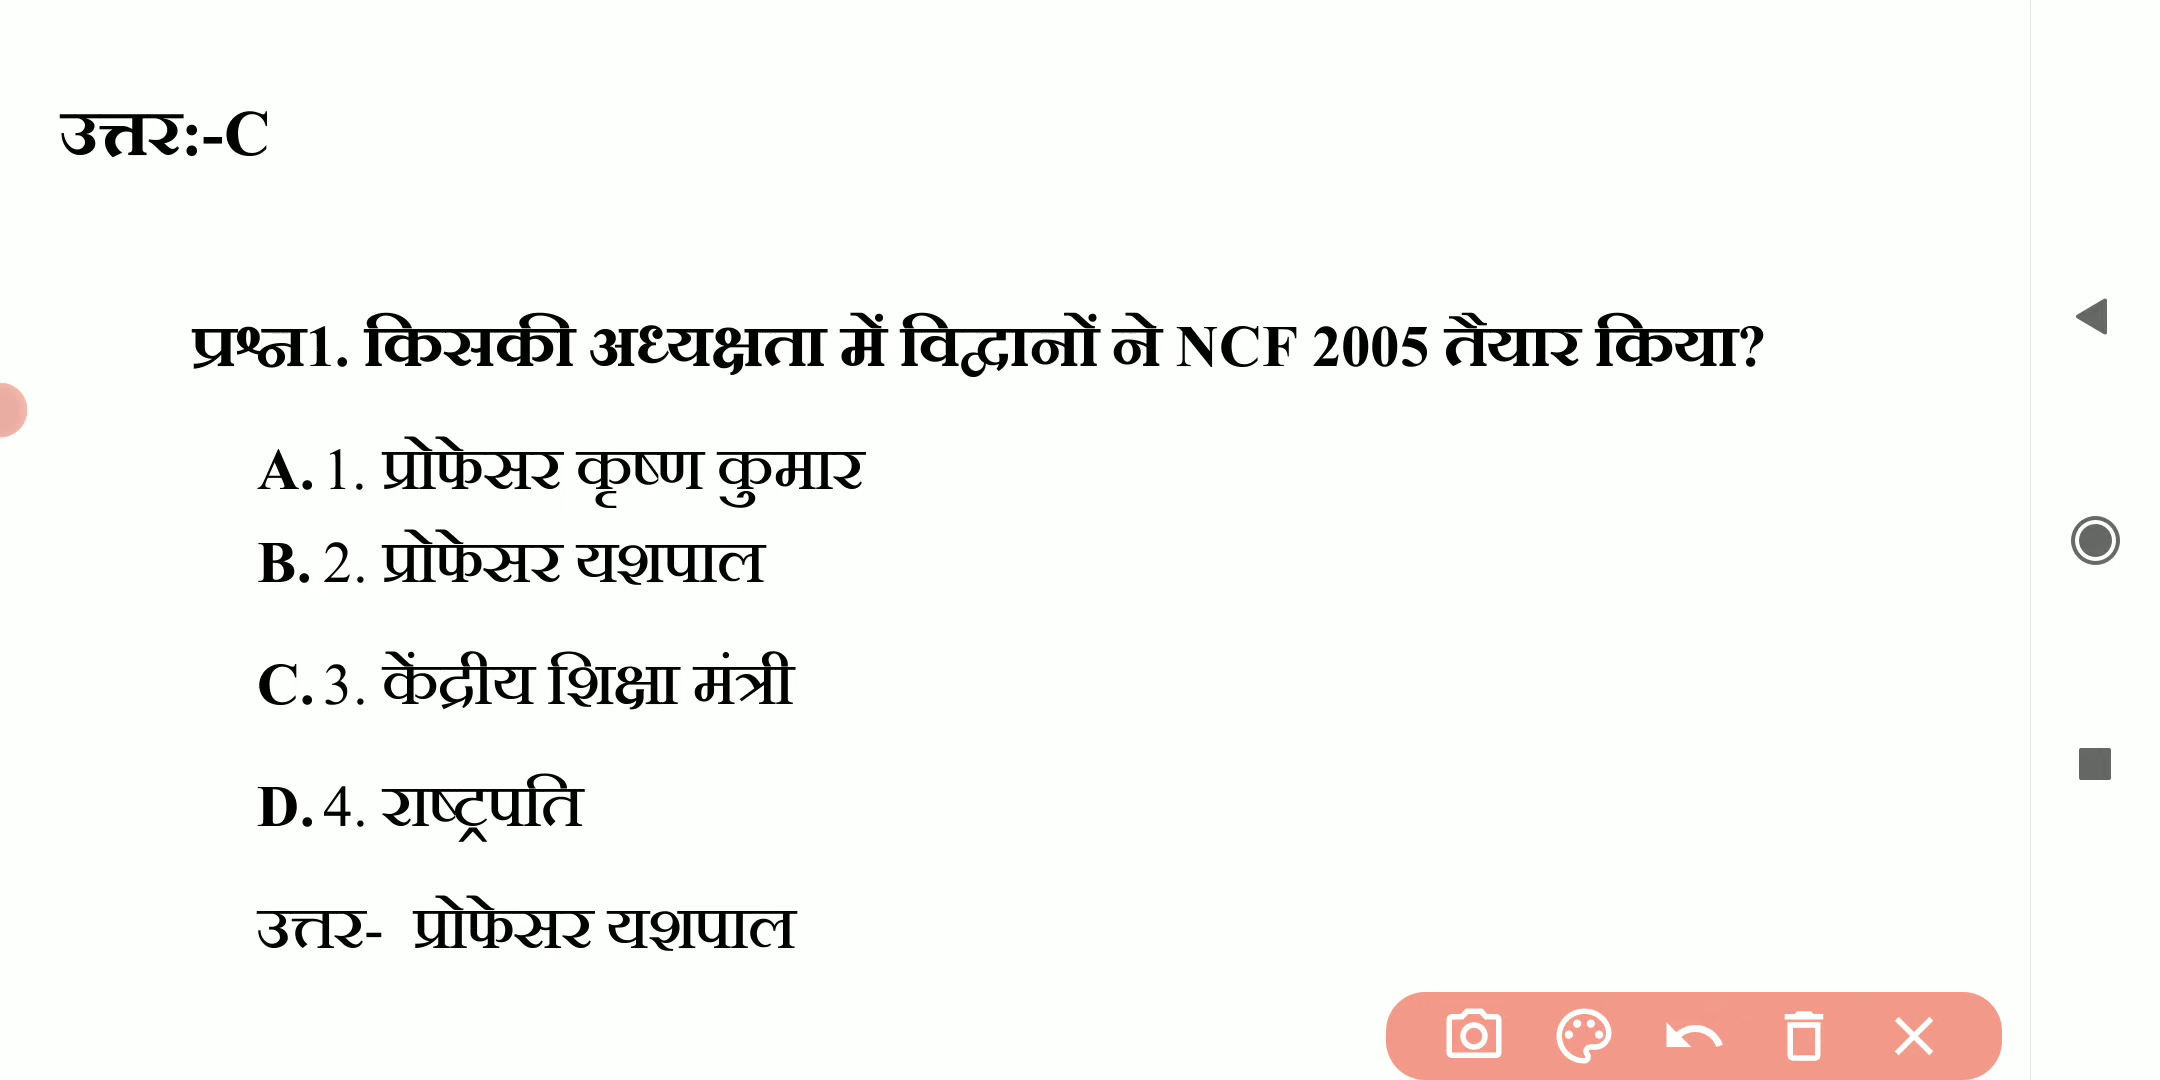 उत्तर:-C
प्रश्न1. किसकी अध्यक्षता में विद्वानों ने NCF 2005 तैयार किया?
A. 1. प्रोफेसर कृष्ण कुमार
B. 2. प्रोफेसर यशपाल
C. 3. केंद्रीय शिक्षा मंत्री
D. 4. राष्ट्रपति
उत्तर- प्रोफेसर यशपाल